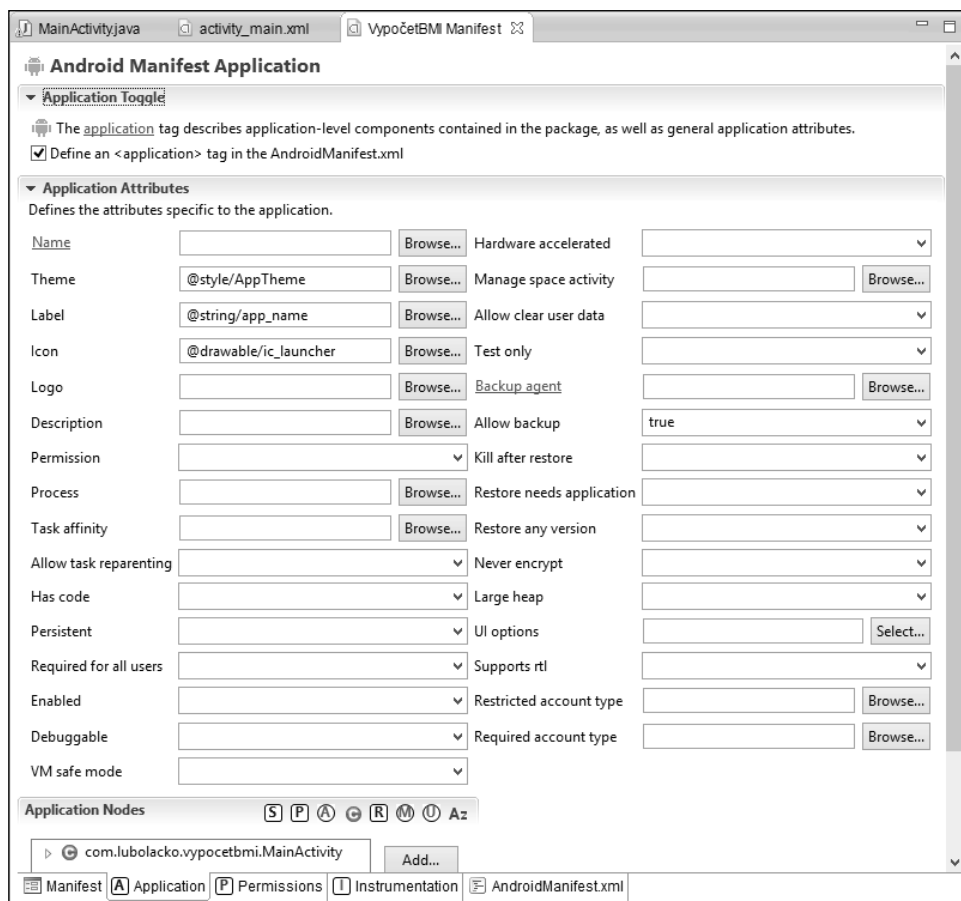 MainActivity.java activity_main.xml VypočetBMI Manifest
Android Manifest Application
Application Toggle
The application tag describes application-level components contained in the package, as well as general application attributes.
Define an <application> tag in the AndroidManifest.xml
Application Attributes
Defines the attributes specific to the application.
Name Browse... Hardware accelerated
Theme @style/AppTheme Browse... Manage space activity Browse...
Label @string/app_name Browse... Allow clear user data
Icon @drawable/ic_launcher Browse... Test only
Logo Browse... Backup agent Browse...
Description Browse... Allow backup true
Permission Kill after restore
Process Browse... Restore needs application
Task affinity Browse... Restore any version
Allow task reparenting Never encrypt
Has code Large heap
Persistent UI options Select...
Required for all users Supports rtl
Enabled Restricted account type Browse...
Debuggable Required account type Browse...
VM safe mode
Application Nodes S P A C R M U Az
C com.lubolacko.vypocetbmi.MainActivity Add...
Manifest A Application P Permissions I Instrumentation AndroidManifest.xml